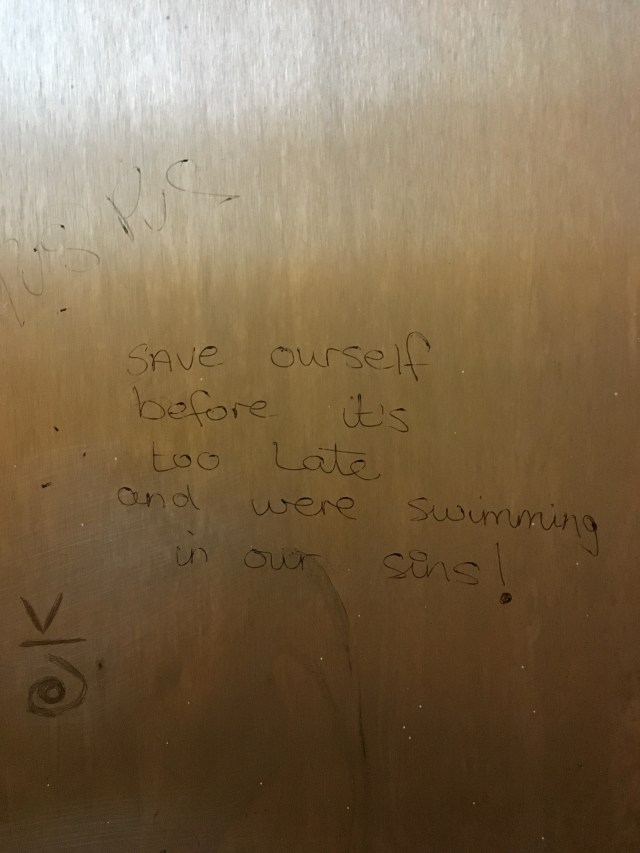 SAVE ourself
before it's
too Late
and were swimming
in our sins!